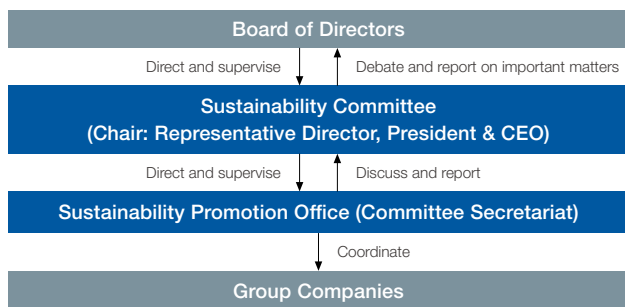 Board of Directors
Direct and supervise
Debate and report on important matters
Sustainability Committee
(Chair: Representative Director, President & CEO)
Direct and supervise
Discuss and report
Sustainability Promotion Office (Committee Secretariat)
Coordinate
Group Companies